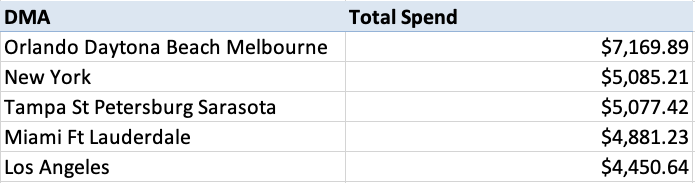 DMA Total Spend
Orlando Daytona Beach Melbourne $7,169.89
New York $5,085.21
Tampa St Petersburg Sarasota $5,077.42
Miami Ft Lauderdale $4,881.23
Los Angeles $4,450.64